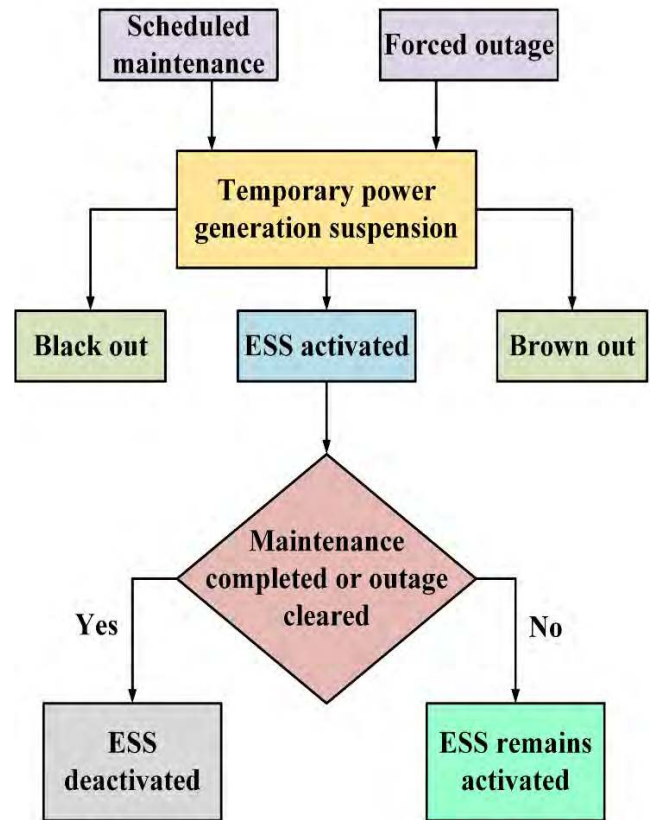 Scheduled
maintenance
Forced outage
Temporary power
generation suspension
Black out
ESS activated
Brown out
Maintenance
completed or outage
cleared
Yes
No
ESS
deactivated
ESS remains
activated